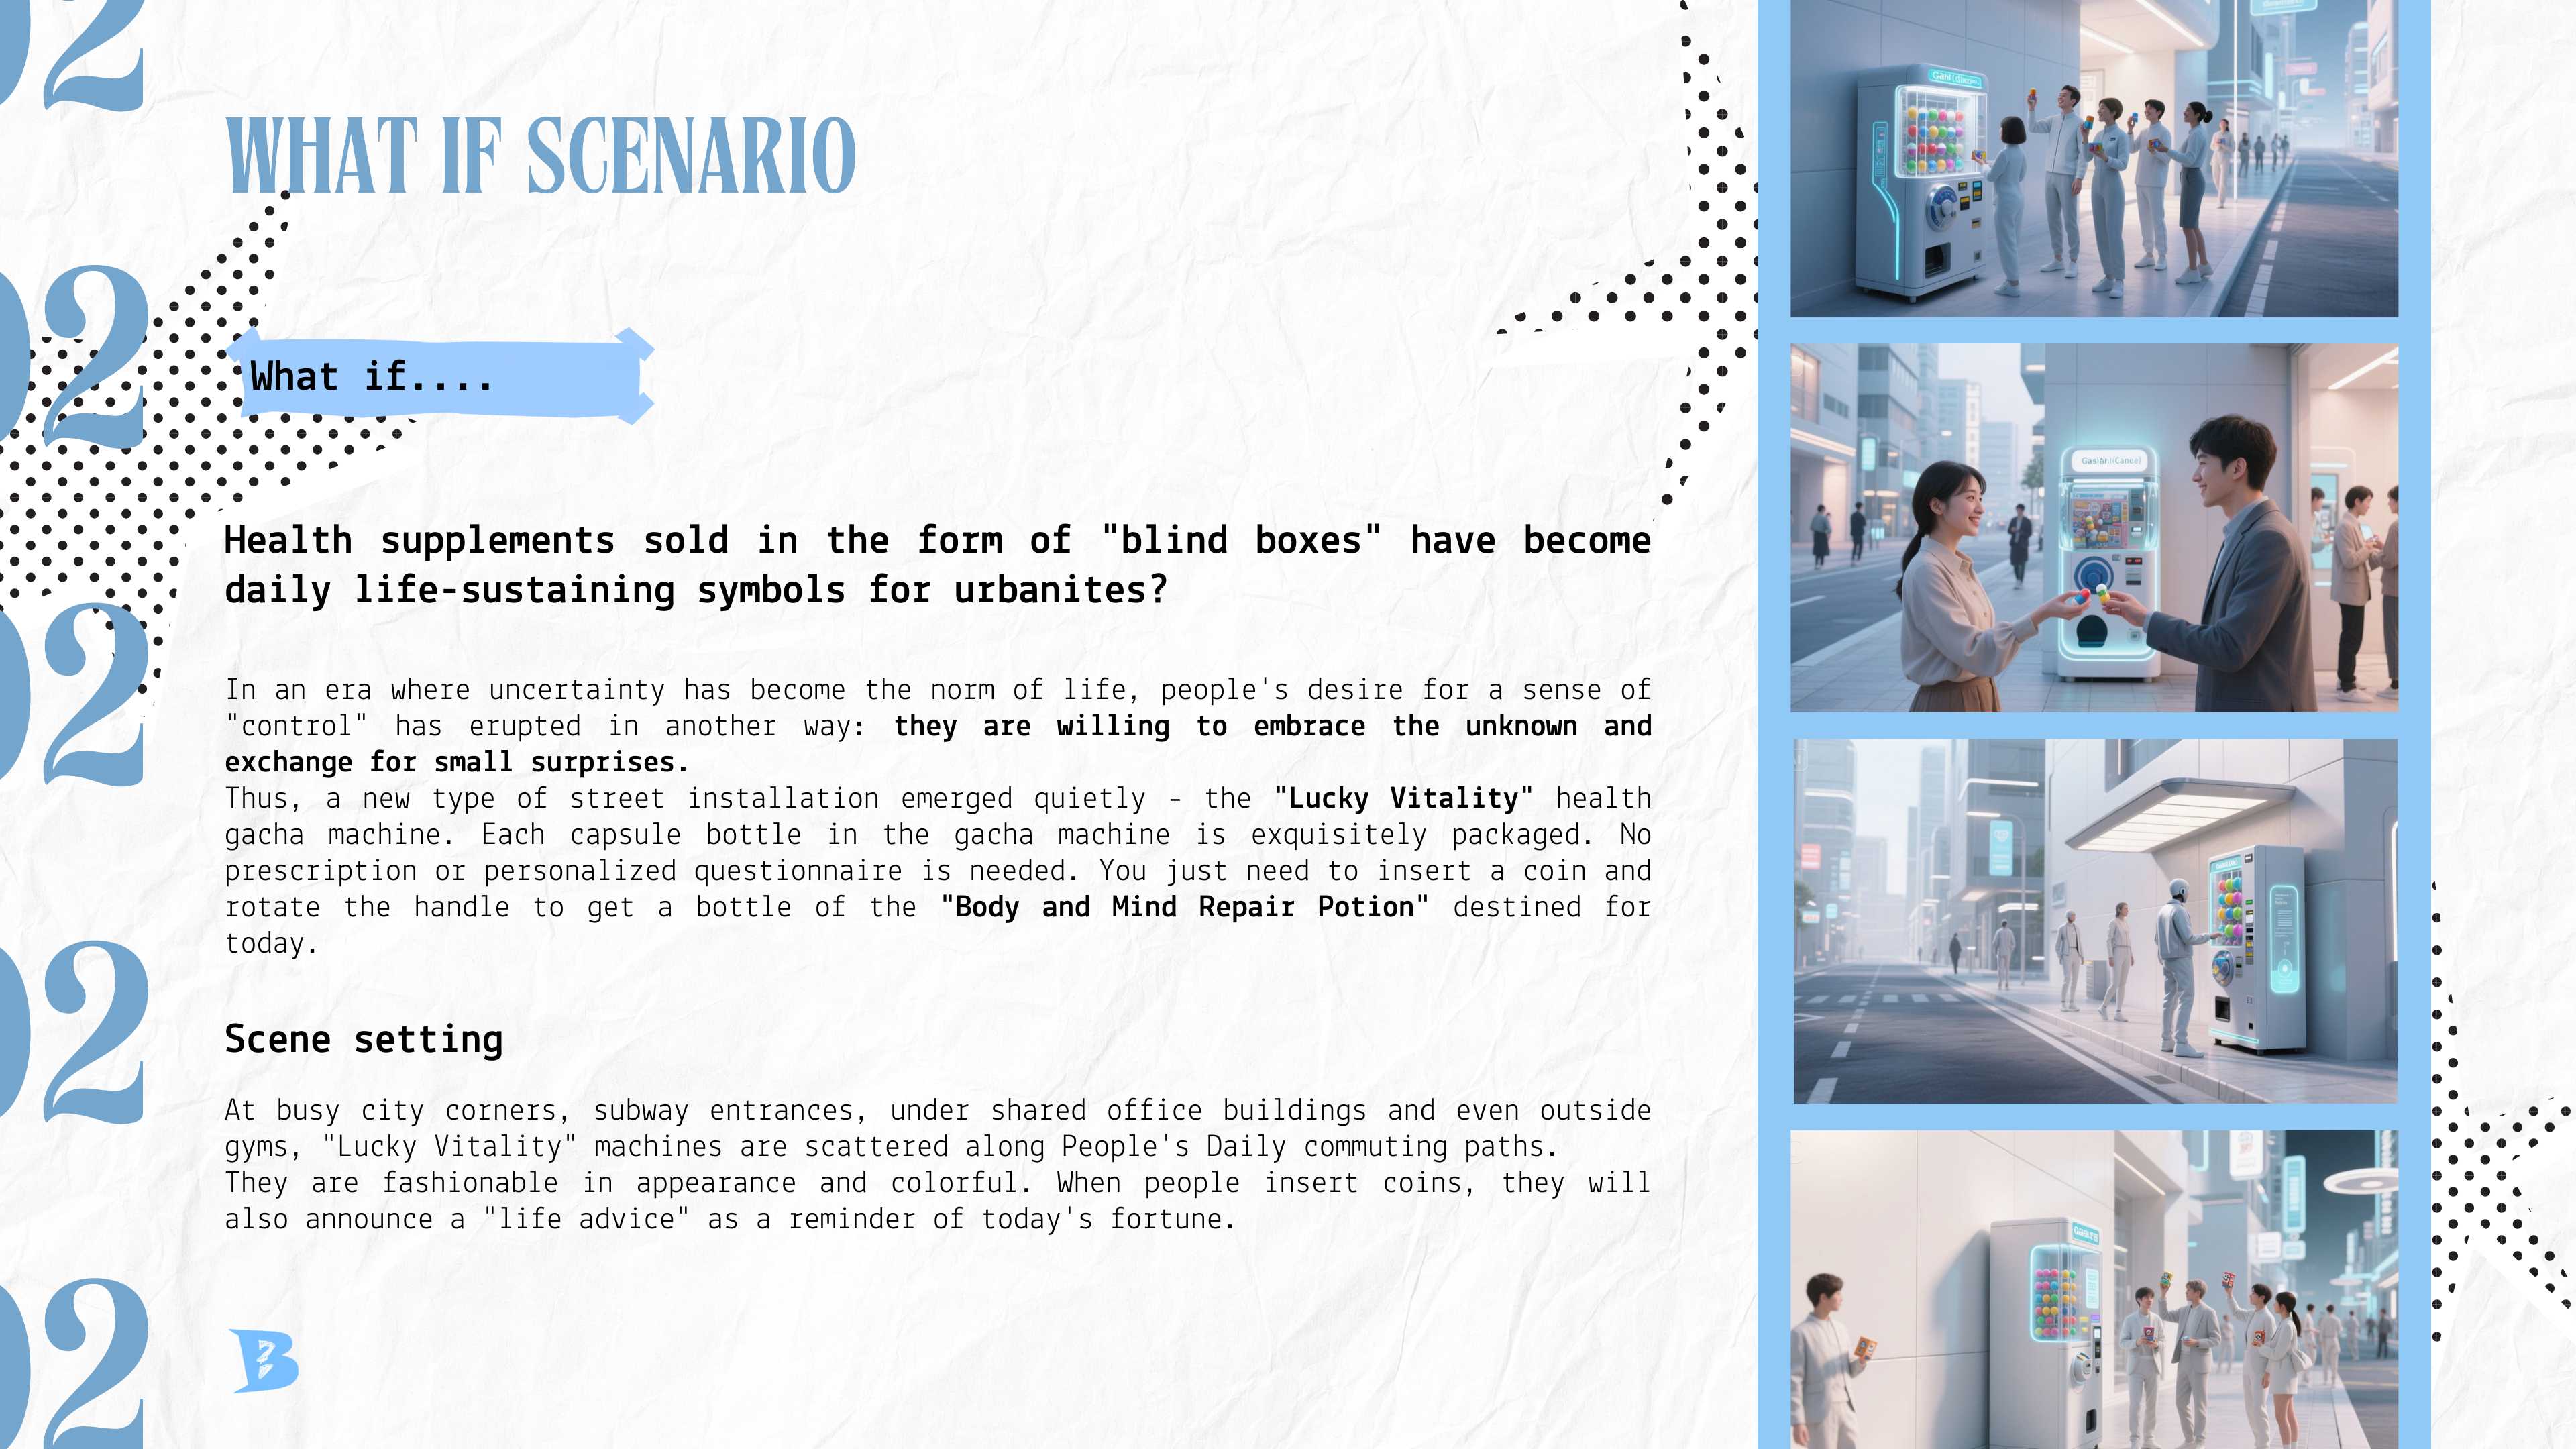 02
02
02
02
02
WHAT IF SCENARIO
What if....
Health supplements sold in the form of "blind boxes" have become
daily life-sustaining symbols for urbanites?
In an era where uncertainty has become the norm of life, people's desire for a sense of
"control" has erupted in another way: they are willing to embrace the unknown and
exchange for small surprises.
Thus, a new type of street installation emerged quietly - the "Lucky Vitality" health
gacha machine. Each capsule bottle in the gacha machine is exquisitely packaged. No
prescription or personalized questionnaire is needed. You just need to insert a coin and
rotate the handle to get a bottle of the "Body and Mind Repair Potion" destined for
today.
Scene setting
At busy city corners, subway entrances, under shared office buildings and even outside
gyms, "Lucky Vitality" machines are scattered along People's Daily commuting paths.
They are fashionable in appearance and colorful. When people insert coins, they will
also announce a "life advice" as a reminder of today's fortune.
B